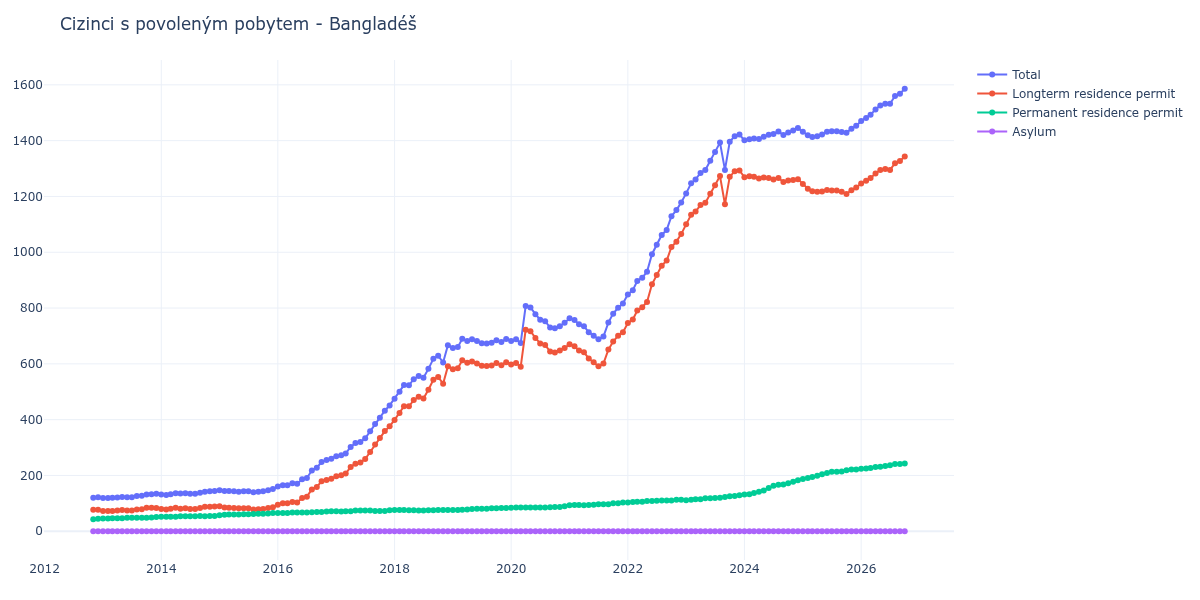 Cizinci s povoleným pobytem - Bangladéš
Total
Longterm residence permit
Permanent residence permit
Asylum
1600
1400
1200
1000
800
600
400
200
0
2012 2014 2016 2018 2020 2022 2024 2026